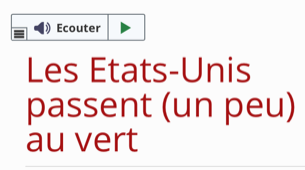 Ecouter
Les Etats-Unis
passent (un peu)
au vert